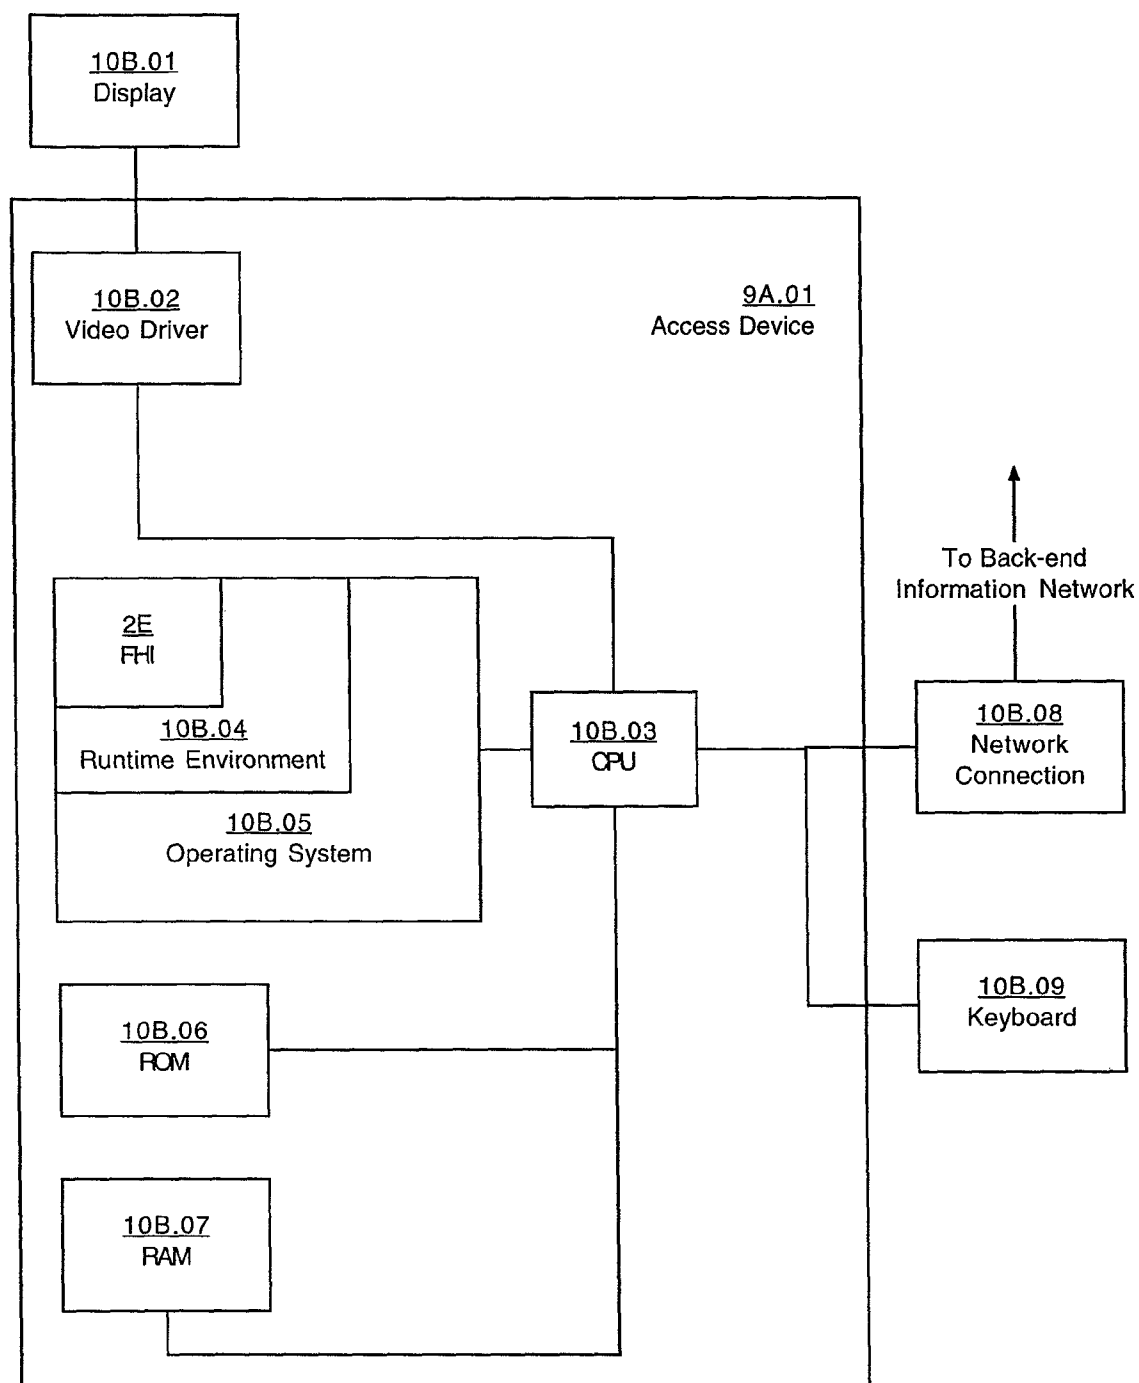 10B.01
Display
10B.02
Video Driver
9A.01
Access Device
To Back-end
Information Network
2E
FHI
10B.04
Runtime Environment
10B.05
Operating System
10B.03
CPU
10B.08
Network
Connection
10B.09
Keyboard
10B.06
ROM
10B.07
RAM